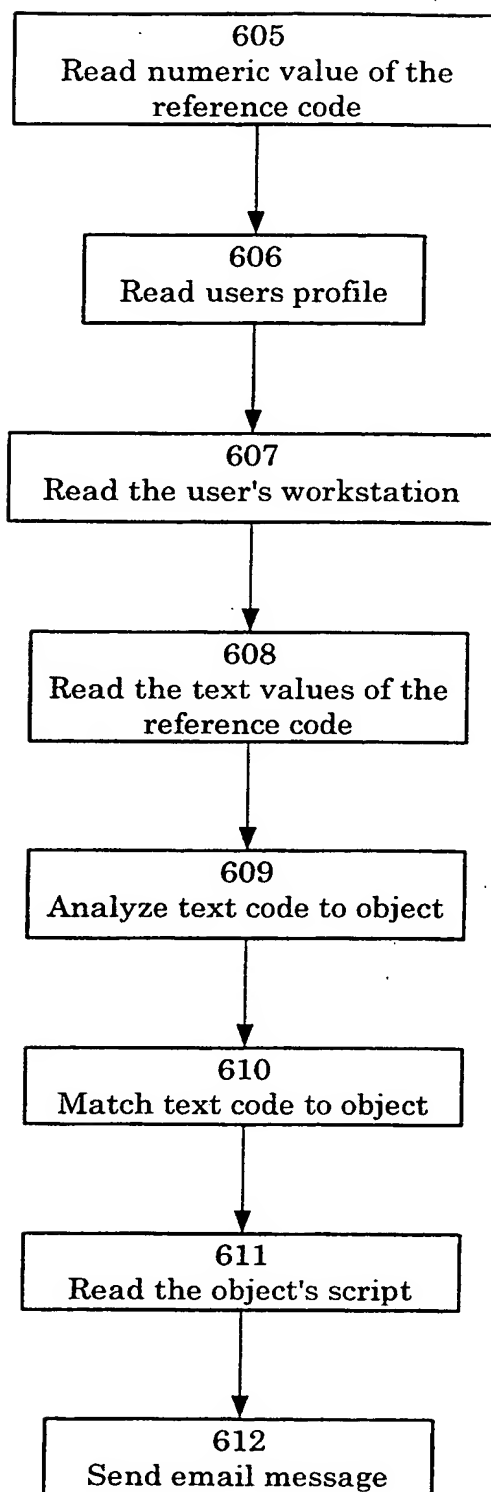 605
Read numeric value of the
reference code
606
Read users profile
607
Read the user's workstation
608
Read the text values of the
reference code
609
Analyze text code to object
610
Match text code to object
611
Read the object's script
612
Send email message